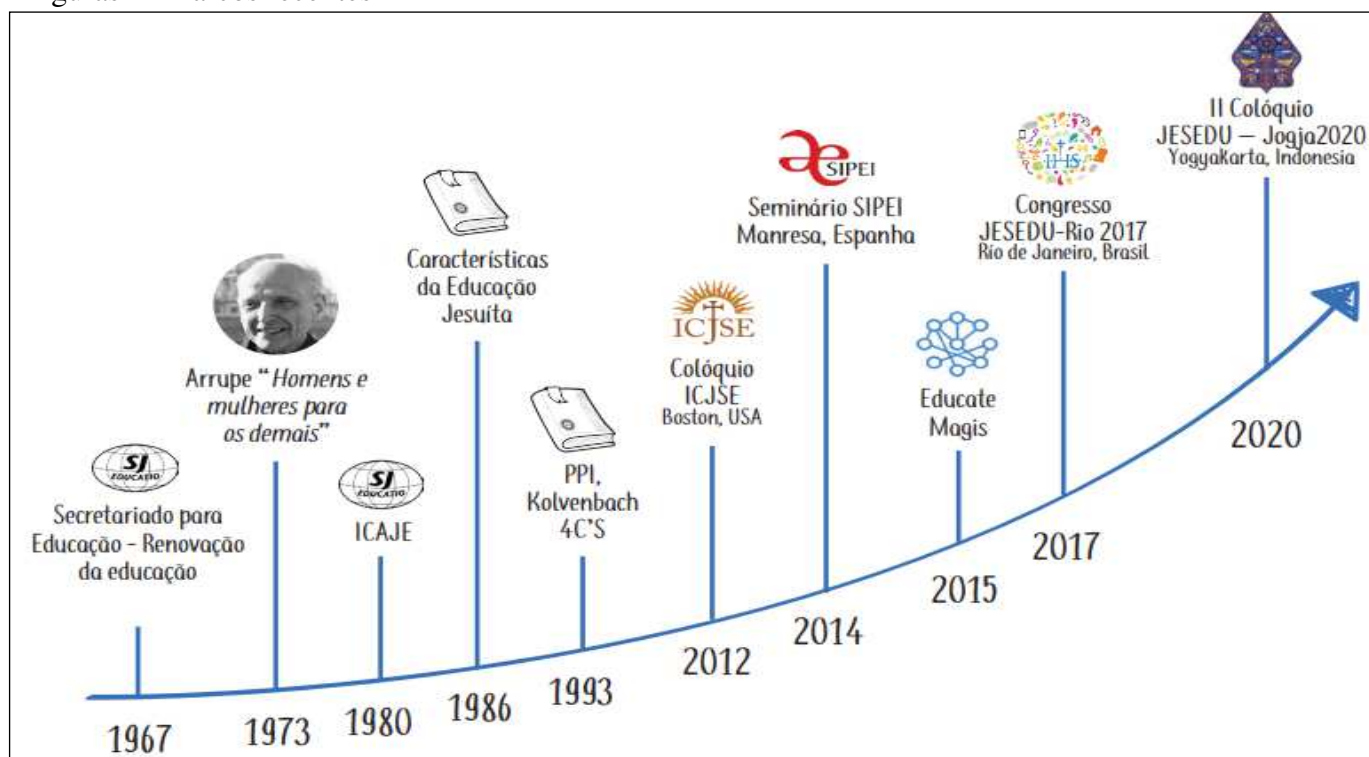 SJ
EDUCATIO
Secretariado para
Educação - Renovação
da educação
1967
Arrupe "Homens e
mulheres para
os demais"
1973
SJ
EDUCATIO
ICAJE
1980
Características
da Educação
Jesuíta
1986
PPI,
Kolvenbach
4C'S
1993
ICJSE
Colóquio
ICJSE
Boston, USA
2012
SIPEI
Seminário SIPEI
Manresa, Espanha
2014
Educate
Magis
2015
IHS
Congresso
JESEDU-Rio 2017
Río de Janeiro, Brasil
2017
II Colóquio
JESEDU – Jogja2020
Yogyakarta, Indonesia
2020